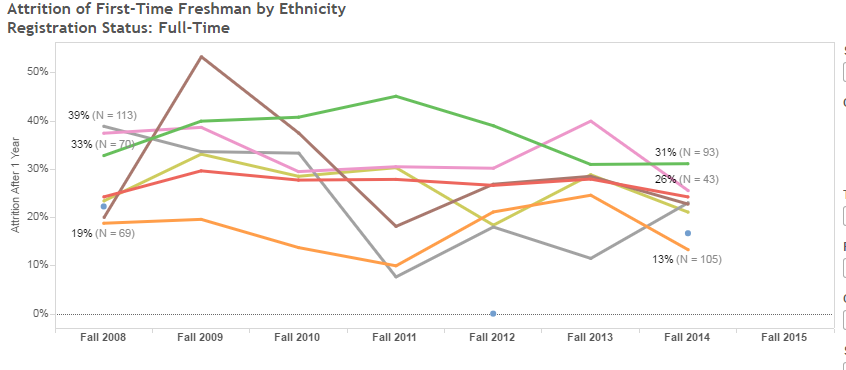 Attrition of First-Time Freshman by Ethnicity
Registration Status: Full-Time
50%
39% (N = 113)
40%
33% (N = 70)
31% (N = 93)
30%
26% (N = 43)
20%
19% (N = 69)
13% (N = 105)
10%
0%
Attrition After 1 Year
Fall 2008 Fall 2009 Fall 2010 Fall 2011 Fall 2012 Fall 2013 Fall 2014 Fall 2015